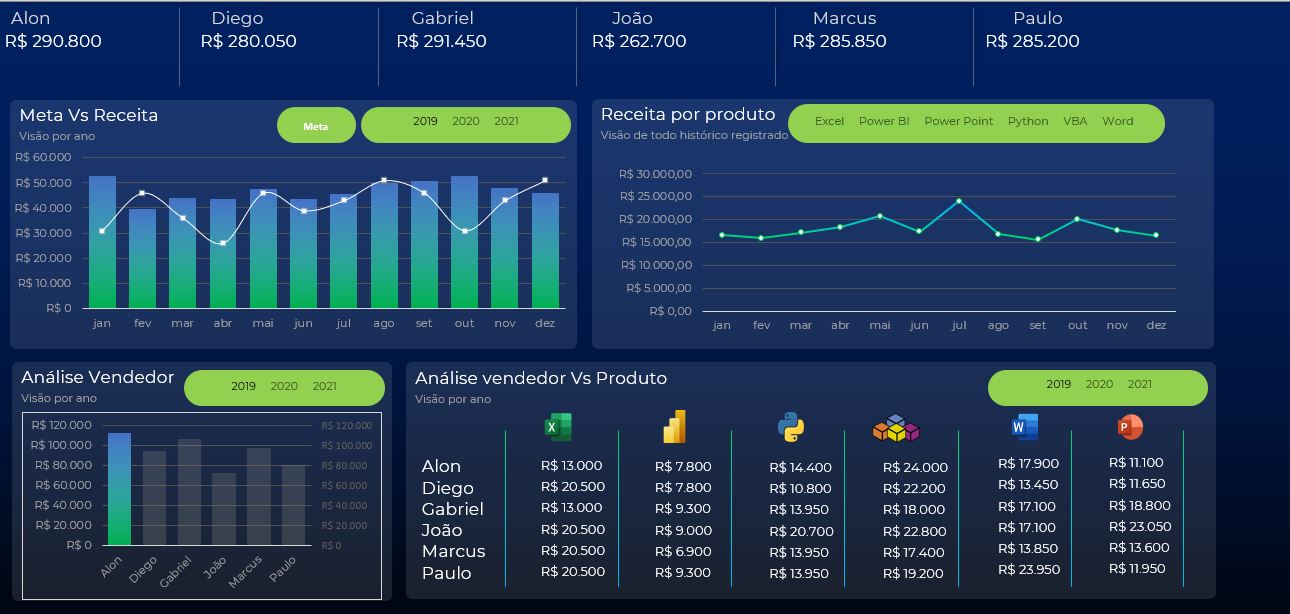 Alon Diego Gabriel João Marcus Paulo
R$ 290.800 R$ 280.050 R$ 291.450 R$ 262.700 R$ 285.850 R$ 285.200
Meta Vs Receita
Visão por ano
Meta
2019 2020 2021
R$ 60.000
R$ 50.000
R$ 40.000
R$ 30.000
R$ 20.000
R$ 10.000
R$ 0
jan fev mar abr mai jun jul ago set out nov dez
Receita por produto
Visão de todo histórico registrado
Excel Power BI Power Point Python VBA Word
R$ 30.000,00
R$ 25.000,00
R$ 20.000,00
R$ 15.000,00
R$ 10.000,00
R$ 5.000,00
R$ 0,00
jan fev mar abr mai jun jul ago set out nov dez
Análise Vendedor
Visão por ano
2019 2020 2021
R$ 120.000 R$ 120.000
R$ 100.000 R$ 100.000
R$ 80.000 R$ 80.000
R$ 60.000 R$ 60.000
R$ 40.000 R$ 40.000
R$ 20.000 R$ 20.000
R$ 0 R$ 0
Alon Diego Gabriel João Marcus Paulo
Análise vendedor Vs Produto
Visão por ano
2019 2020 2021
X W P
Alon R$ 13.000 R$ 7.800 R$ 14.400 R$ 24.000 R$ 17.900 R$ 11.100
Diego R$ 20.500 R$ 7.800 R$ 10.800 R$ 22.200 R$ 13.450 R$ 11.650
Gabriel R$ 13.000 R$ 9.300 R$ 13.950 R$ 18.000 R$ 17.100 R$ 18.800
João R$ 20.500 R$ 9.000 R$ 20.700 R$ 22.800 R$ 17.100 R$ 23.050
Marcus R$ 20.500 R$ 6.900 R$ 13.950 R$ 17.400 R$ 13.850 R$ 13.600
Paulo R$ 20.500 R$ 9.300 R$ 13.950 R$ 19.200 R$ 23.950 R$ 11.950